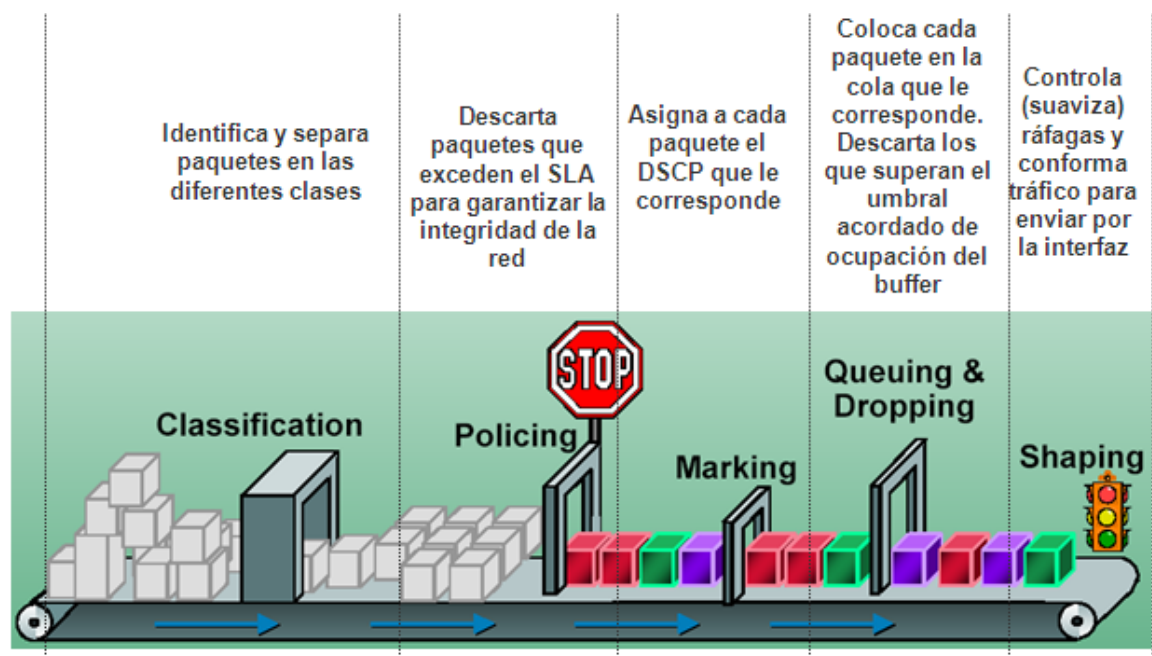 Identifica y separa
paquetes en las
diferentes clases
Descarta
paquetes que
exceden el SLA
para garantizar la
integridad de la
red
Asigna a cada
paquete el
DSCP que le
corresponde
Coloca cada
paquete en la
cola que le
corresponde.
Descarta los
que superan el
umbral
acordado de
ocupación del
buffer
Controla
(suaviza)
ráfagas y
conforma
tráfico para
enviar por
la interfaz
Classification
Policing
STOP
Marking
Queuing &
Dropping
Shaping